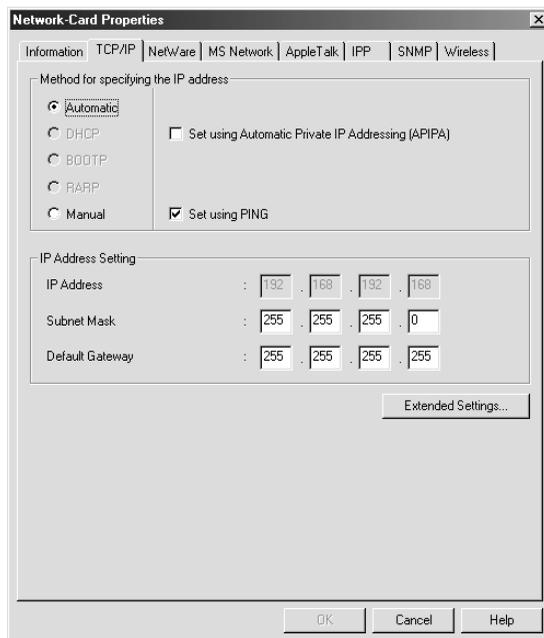 Network-Card Properties
Information TCP/IP NetWare MS Network AppleTalk IPP SNMP Wireless
Method for specifying the IP address
Automatic
DHCP Set using Automatic Private IP Addressing (APIPA)
BOOTP
RARP
Manual Set using PING
IP Address Setting
IP Address : 192 . 168 . 192 . 168
Subnet Mask : 255 . 255 . 255 . 0
Default Gateway : 255 . 255 . 255 . 255
Extended Settings...
OK Cancel Help